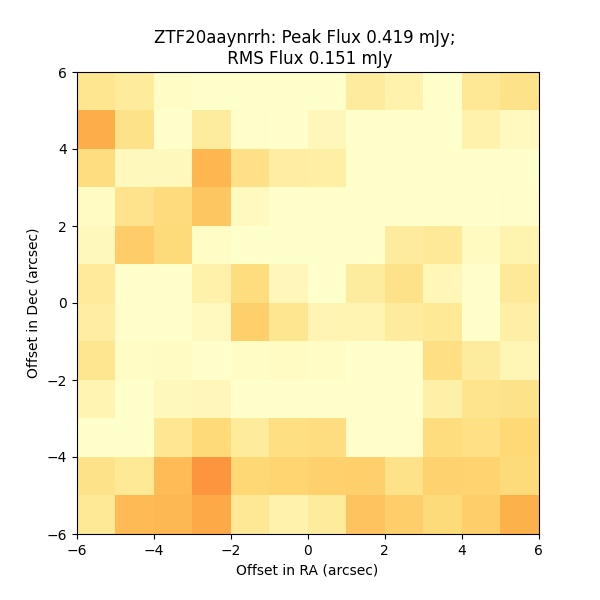 ZTF20aaynrrh: Peak Flux 0.419 mJy;
RMS Flux 0.151 mJy
6
4
2
0
−2
−4
−6
Offset in Dec (arcsec)
−6 −4 −2 0 2 4 6
Offset in RA (arcsec)